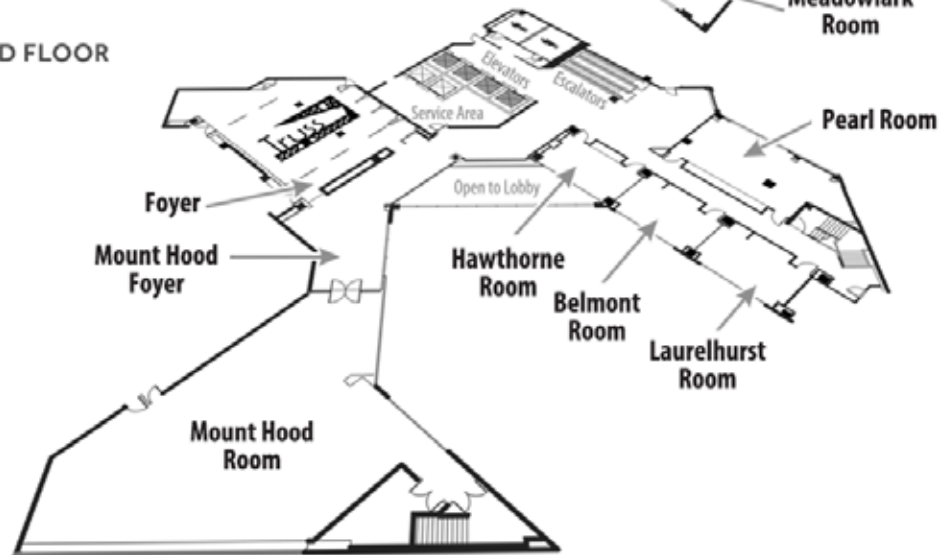 Meadowlark
Room
D FLOOR
Elevators
Escalators
Service Area
Truss
Pearl Room
Foyer
Open to Lobby
Mount Hood
Foyer
Hawthorne
Room
Belmont
Room
Laurelhurst
Room
Mount Hood
Room